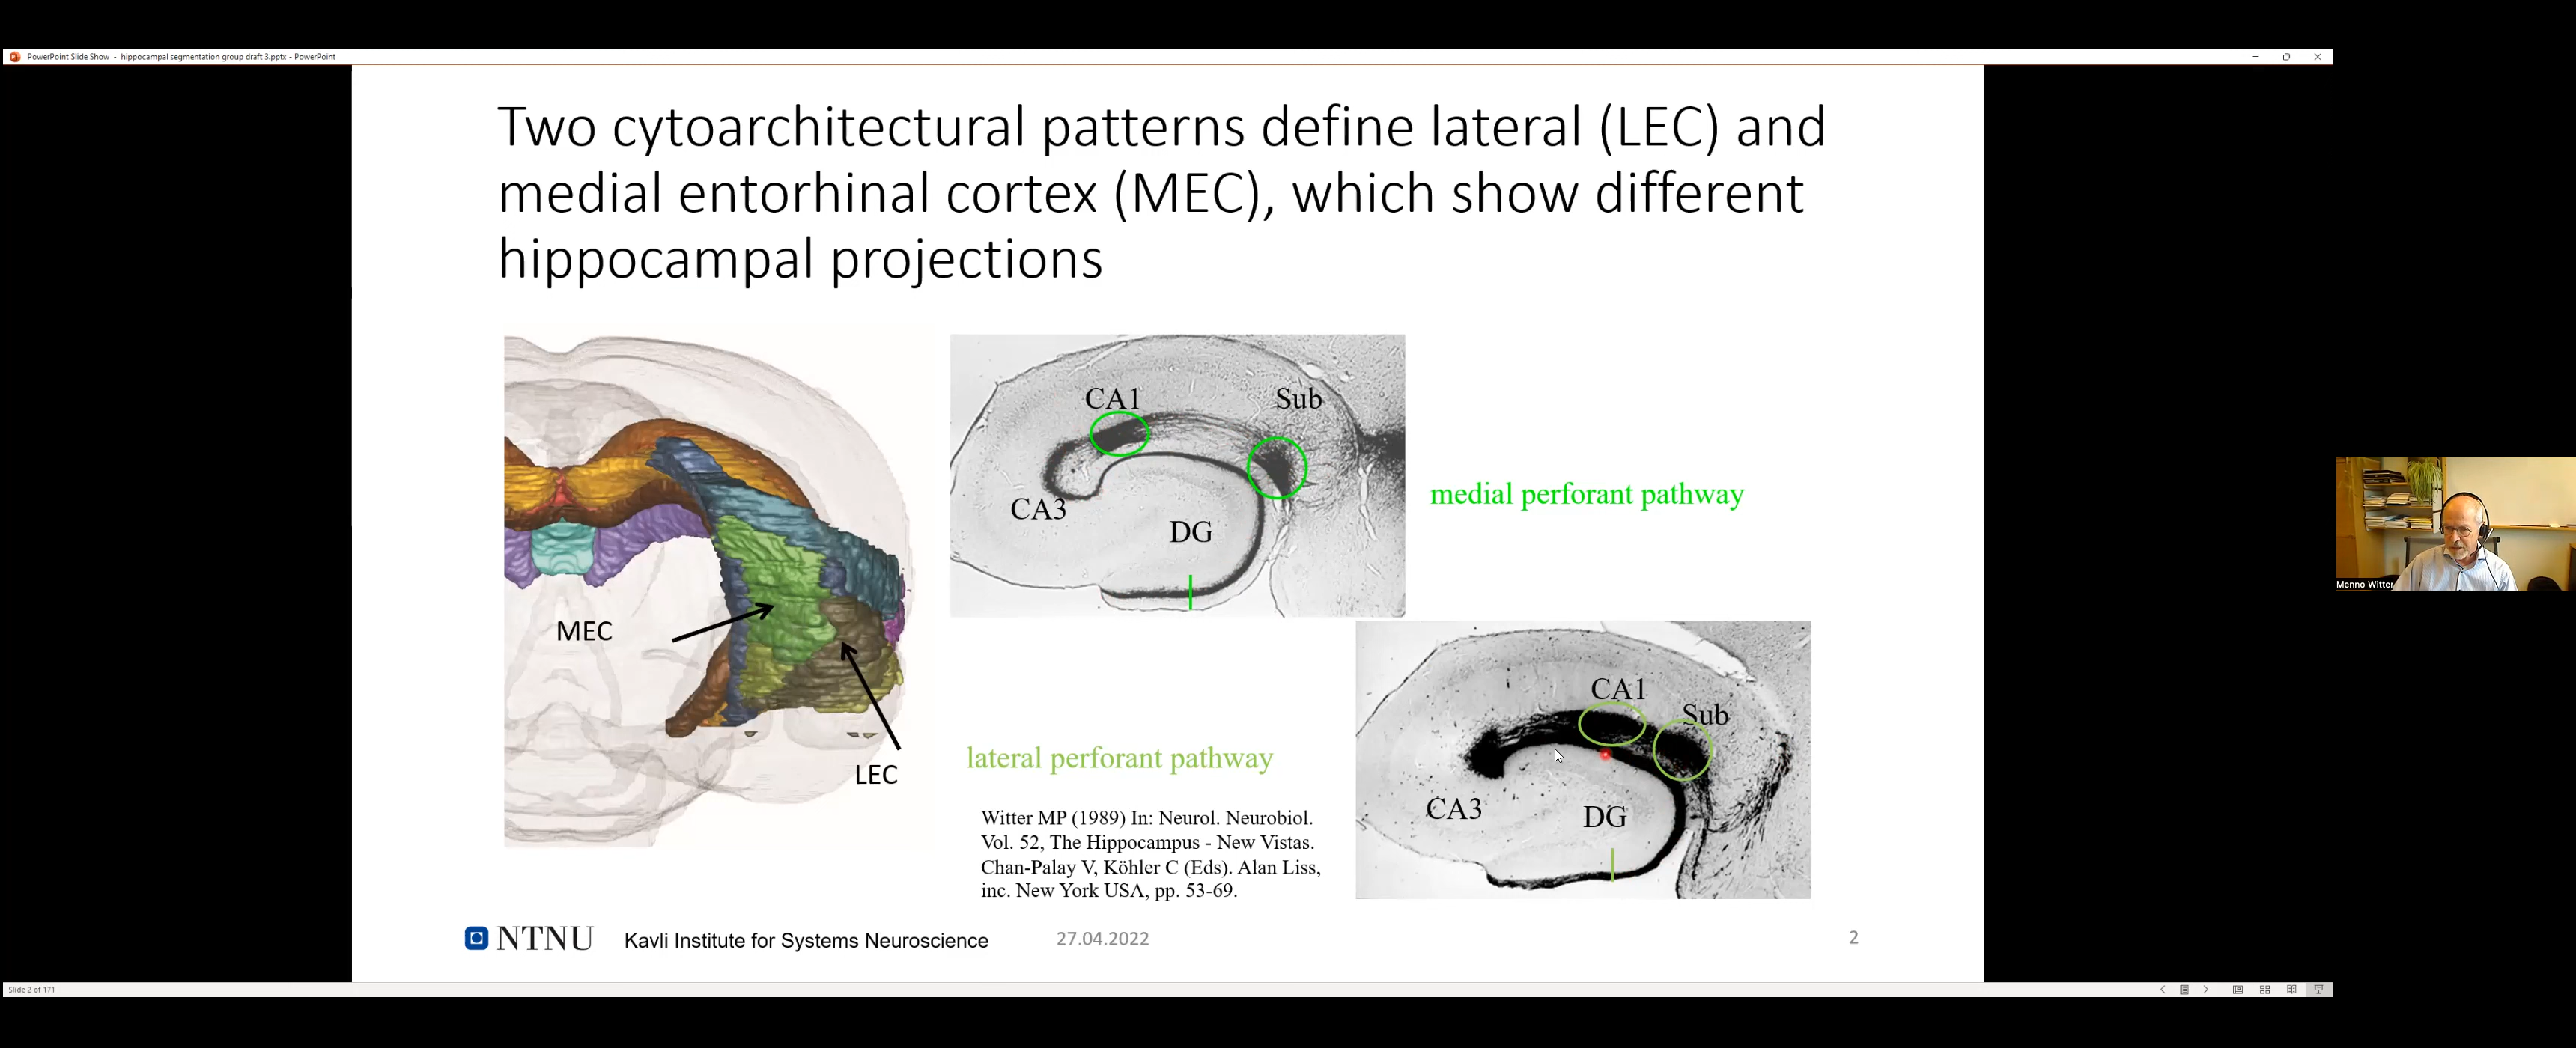 PowerPoint Slide Show - hippocampal segmentation group draft 3.pptx - PowerPoint
Two cytoarchitectural patterns define lateral (LEC) and
medial entorhinal cortex (MEC), which show different
hippocampal projections
CA1
Sub
CA3
DG
medial perforant pathway
MEC
LEC
CA1
Sub
CA3
DG
lateral perforant pathway
Witter MP (1989) In: Neurol. Neurobiol.
Vol. 52, The Hippocampus - New Vistas.
Chan-Palay V, Köhler C (Eds). Alan Liss,
inc. New York USA, pp. 53-69.
NTNU
Kavli Institute for Systems Neuroscience
27.04.2022
2
Menno Witter
Slide 2 of 171